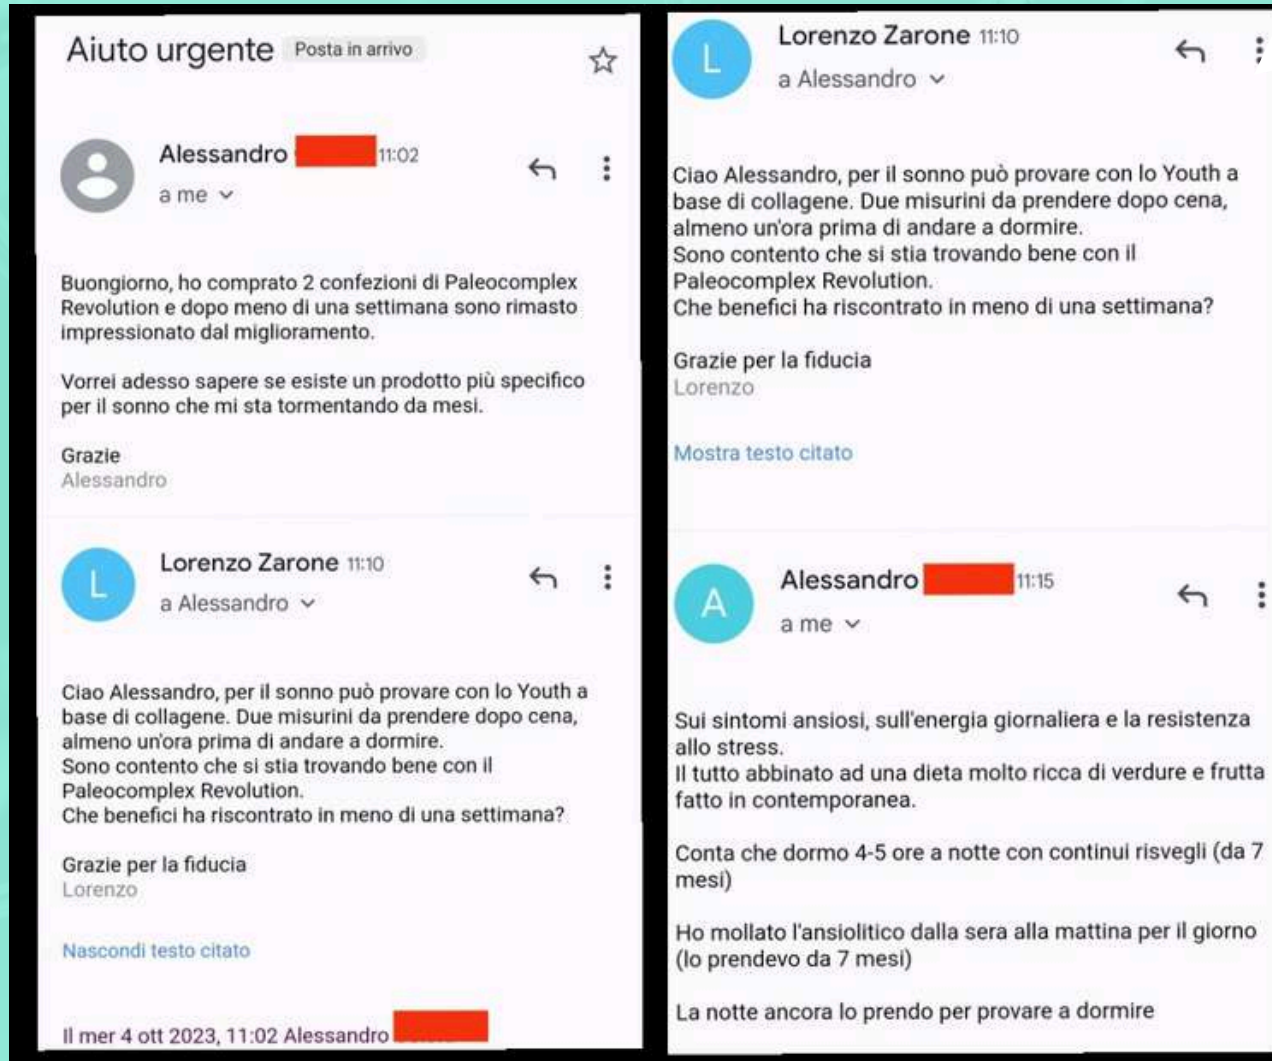 Aiuto urgente Posta in arrivo
Alessandro 11:02
a me
Buongiorno, ho comprato 2 confezioni di Paleocomplex
Revolution e dopo meno di una settimana sono rimasto
impressionato dal miglioramento.
Vorrei adesso sapere se esiste un prodotto più specifico
per il sonno che mi sta tormentando da mesi.
Grazie
Alessandro
L
Lorenzo Zarone 11:10
a Alessandro
Ciao Alessandro, per il sonno può provare con lo Youth a
base di collagene. Due misurini da prendere dopo cena,
almeno un'ora prima di andare a dormire.
Sono contento che si stia trovando bene con il
Paleocomplex Revolution.
Che benefici ha riscontrato in meno di una settimana?
Grazie per la fiducia
Lorenzo
Nascondi testo citato
Il mer 4 ott 2023, 11:02 Alessandro
L
Lorenzo Zarone 11:10
a Alessandro
Ciao Alessandro, per il sonno può provare con lo Youth a
base di collagene. Due misurini da prendere dopo cena,
almeno un'ora prima di andare a dormire.
Sono contento che si stia trovando bene con il
Paleocomplex Revolution.
Che benefici ha riscontrato in meno di una settimana?
Grazie per la fiducia
Lorenzo
Mostra testo citato
A
Alessandro 11:15
a me
Sui sintomi ansiosi, sull'energia giornaliera e la resistenza
allo stress.
Il tutto abbinato ad una dieta molto ricca di verdure e frutta
fatto in contemporanea.
Conta che dormo 4-5 ore a notte con continui risvegli (da 7
mesi)
Ho mollato l'ansiolitico dalla sera alla mattina per il giorno
(lo prendevo da 7 mesi)
La notte ancora lo prendo per provare a dormire